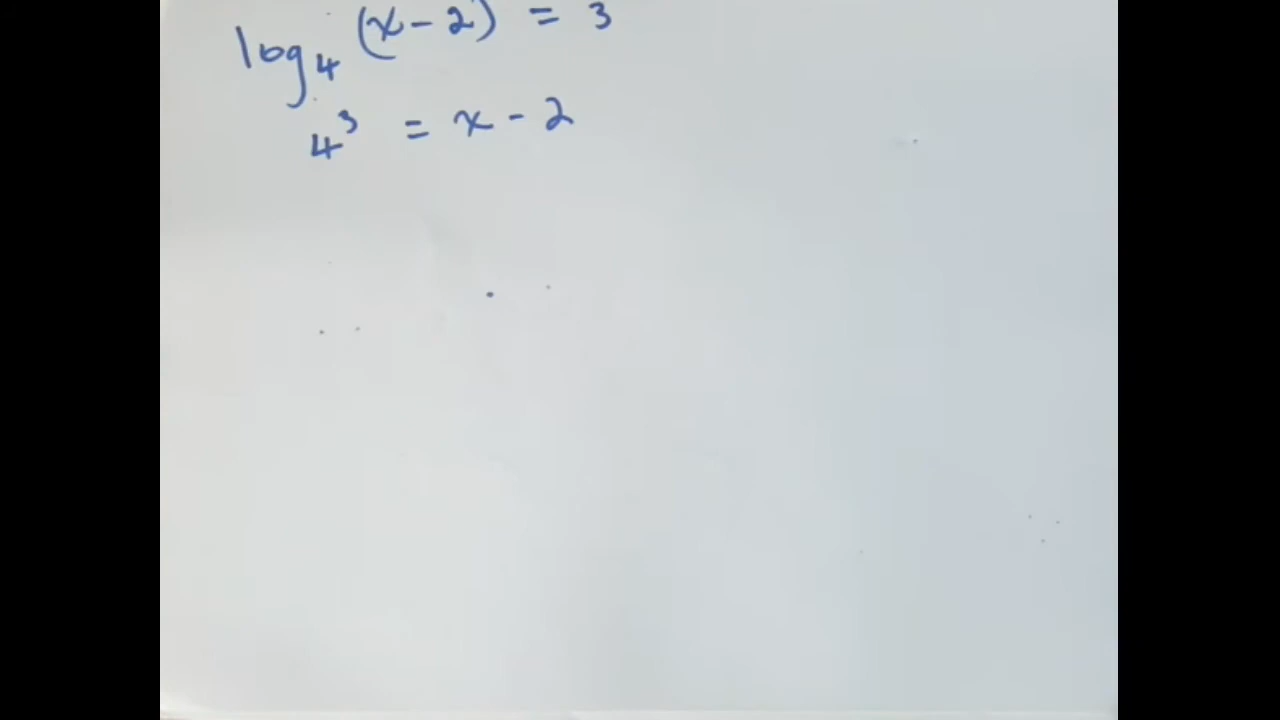 log₄ (x - 2) = 3
4³ = x - 2